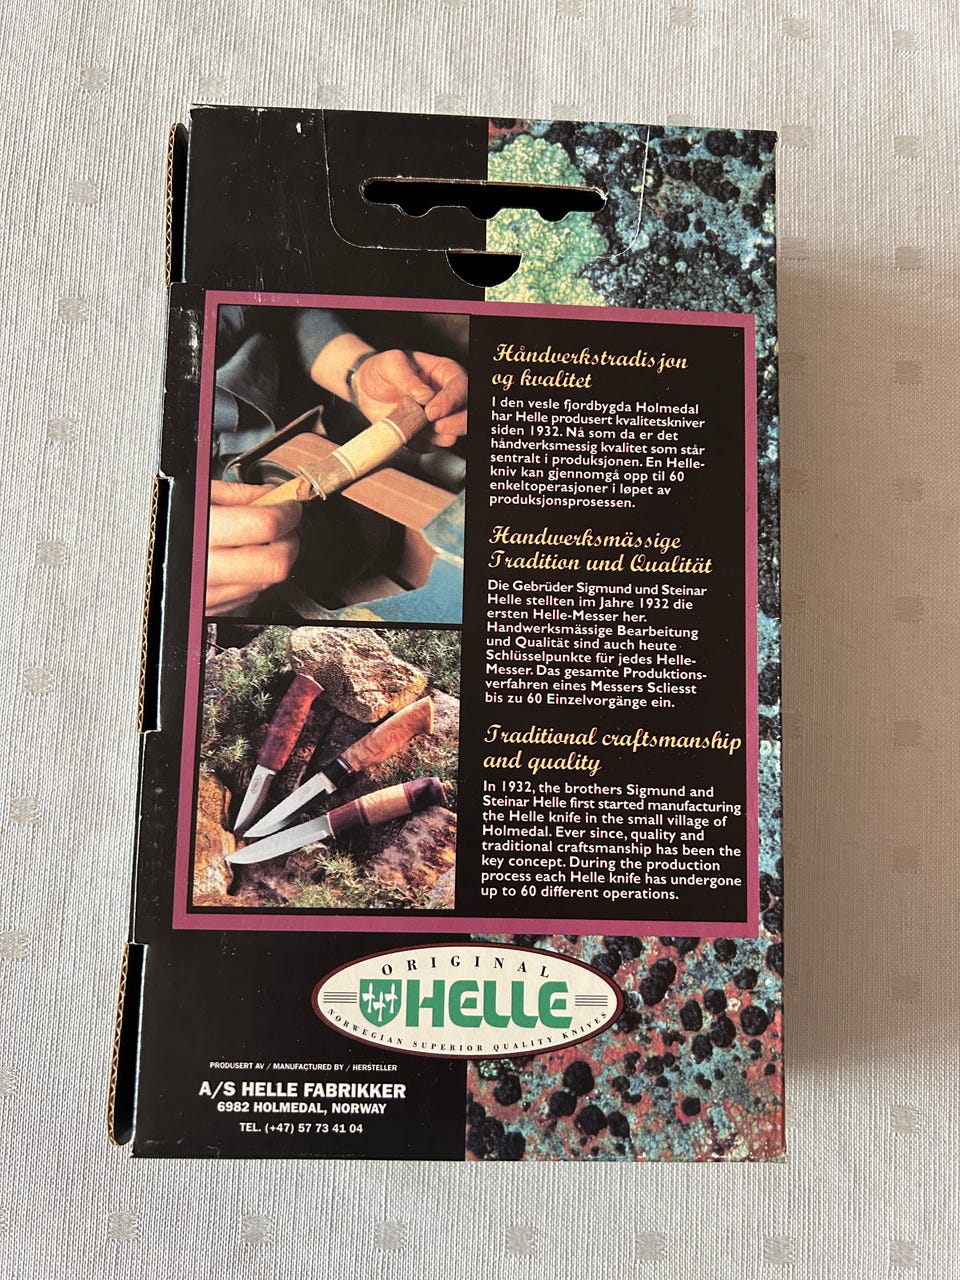 Håndverkstradisjon
og kvalitet
I den vesle fjordbygda Holmedal
har Helle produsert kvalitetskniver
siden 1932. Nå som da er det
håndverksmessig kvalitet som står
sentralt i produksjonen. En Helle-
kniv kan gjennomgå opp til 60
enkeltoperasjoner i løpet av
produksjonsprosessen.
Handwerksmässige
Tradition und Qualität
Die Gebrüder Sigmund und Steinar
Helle stellten im Jahre 1932 die
ersten Helle-Messer her.
Handwerksmässige Bearbeitung
und Qualität sind auch heute
Schlüsselpunkte für jedes Helle-
Messer. Das gesamte Produktions-
verfahren eines Messers Scliesst
bis zu 60 Einzelvorgänge ein.
Traditional craftsmanship
and quality
In 1932, the brothers Sigmund and
Steinar Helle first started manufacturing
the Helle knife in the small village of
Holmedal. Ever since, quality and
traditional craftsmanship has been the
key concept. During the production
process each Helle knife has undergone
up to 60 different operations.
ORIGINAL
HELLE
NORWEGIAN SUPERIOR QUALITY KNIVES
PRODUSERT AV / MANUFACTURED BY / HERSTELLER
A/S HELLE FABRIKKER
6982 HOLMEDAL, NORWAY
TEL. (+47) 57 73 41 04